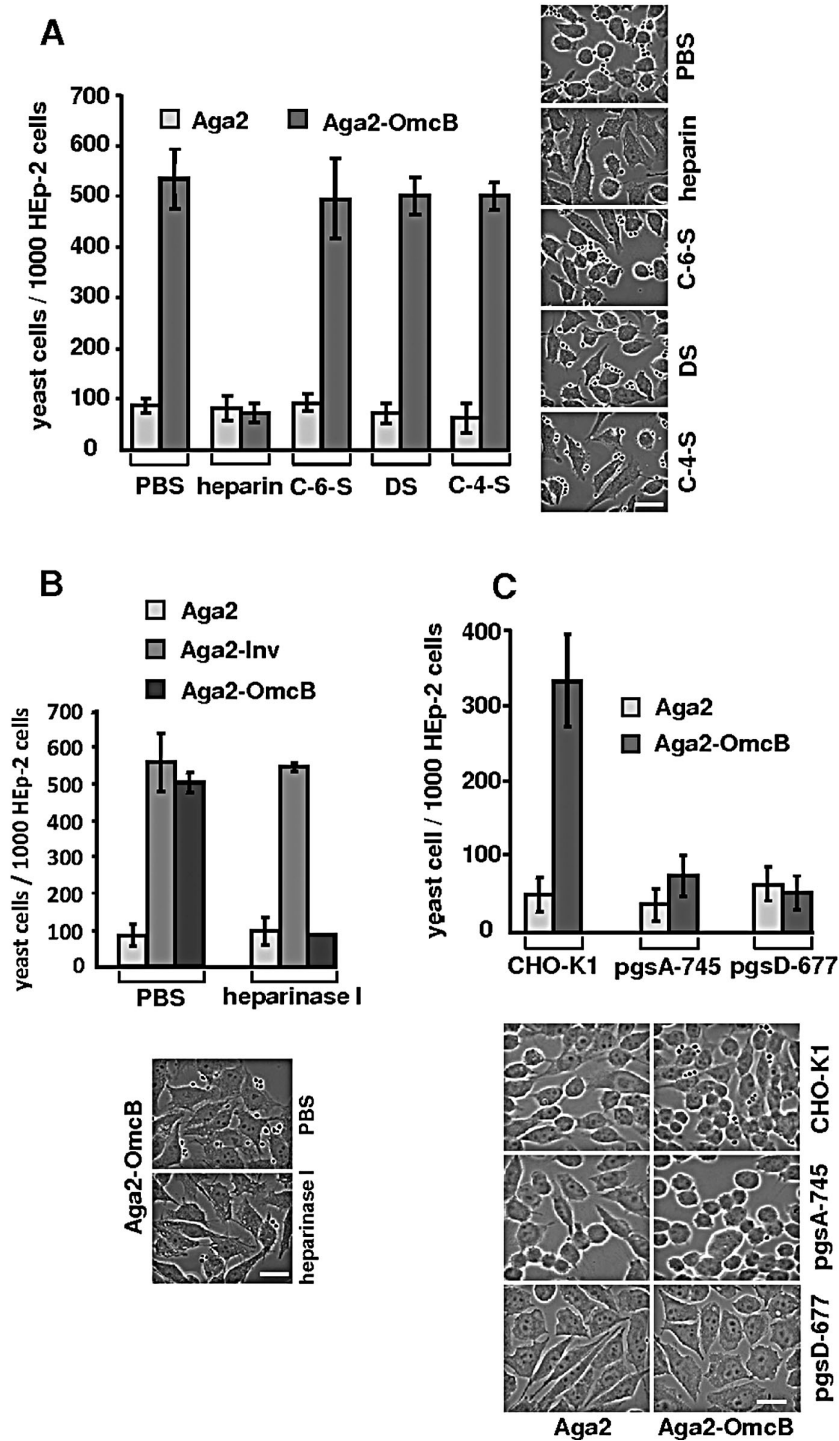 A
yeast cells / 1000 HEp-2 cells
700
600
500
400
300
200
100
0
Aga2
Aga2-OmcB
PBS
heparin
C-6-S
DS
C-4-S
PBS
heparin
C-6-S
DS
C-4-S
B
Aga2
Aga2-Inv
Aga2-OmcB
yeast cells / 1000 HEp-2 cells
700
600
500
400
300
200
100
0
PBS
heparinase I
Aga2-OmcB
PBS
heparinase I
C
yeast cell / 1000 HEp-2 cells
400
300
200
100
0
Aga2
Aga2-OmcB
CHO-K1
pgsA-745
pgsD-677
CHO-K1
pgsA-745
pgsD-677
Aga2
Aga2-OmcB